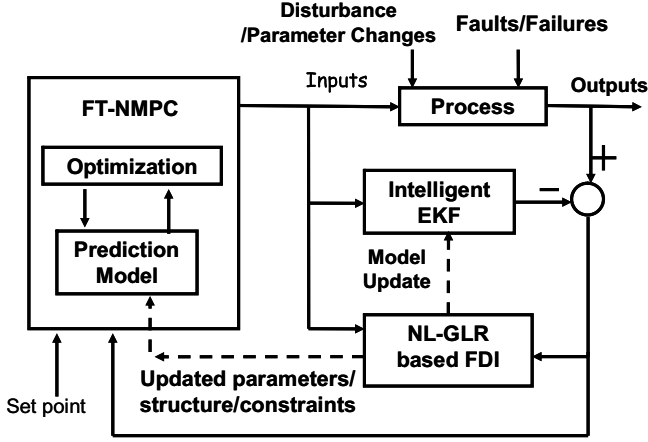 Disturbance
/Parameter Changes
Faults/Failures
Inputs
Outputs
FT-NMPC
Process
Optimization
+
Intelligent
EKF
−
Prediction
Model
Model
Update
NL-GLR
based FDI
Updated parameters/
structure/constraints
Set point